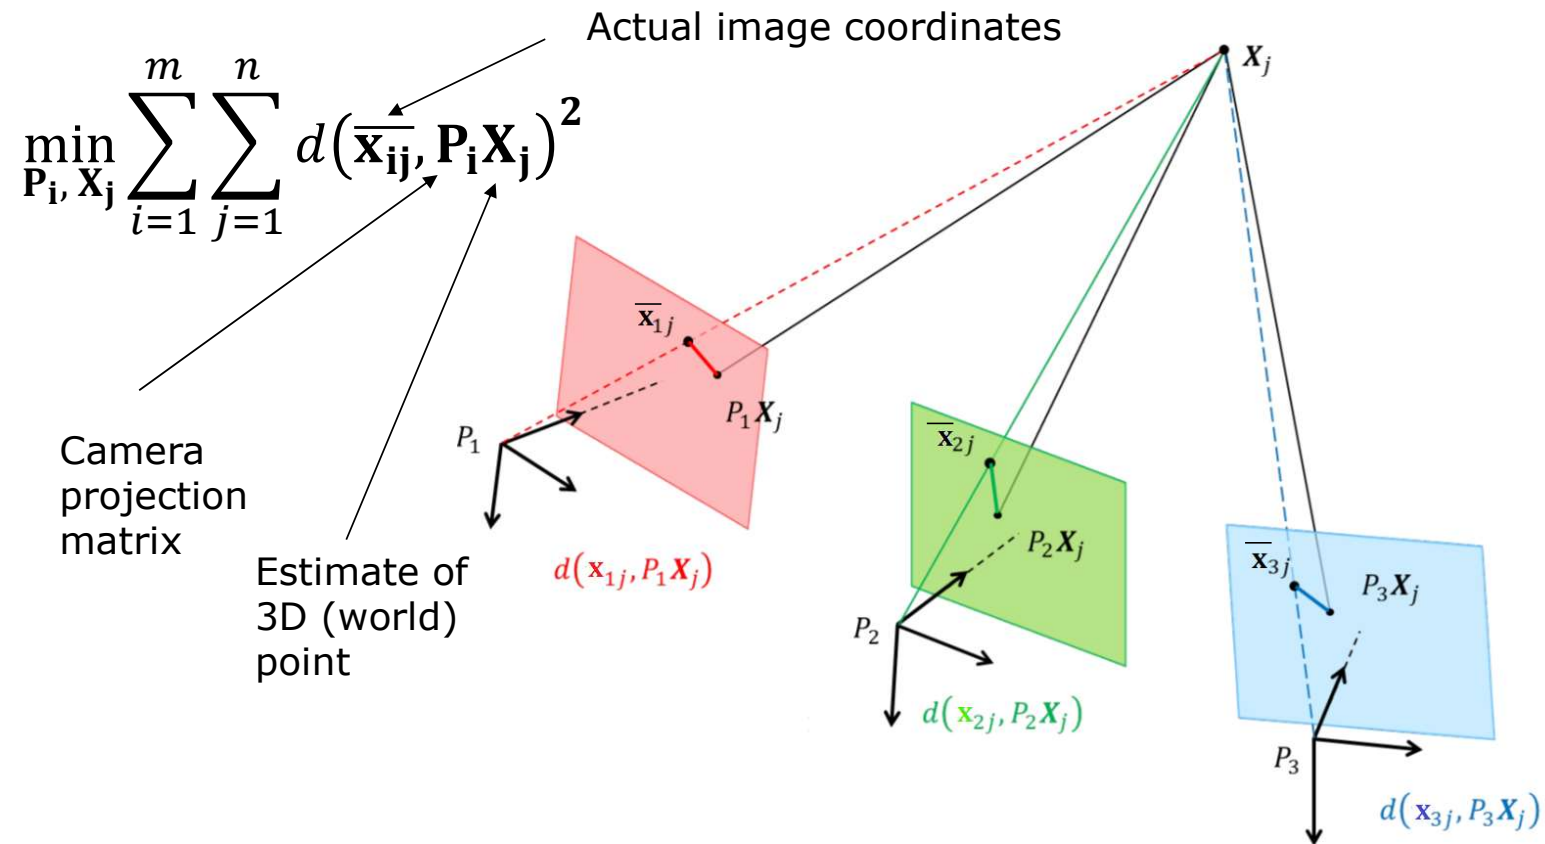 Actual image coordinates
m n
min ∑ ∑ d(x̄ᵢⱼ, PᵢXⱼ)²
Pᵢ, Xⱼ i=1 j=1
Xⱼ
x̄₁ⱼ
P₁Xⱼ
P₁
Camera
projection
matrix
Estimate of
3D (world)
point
d(x₁ⱼ, P₁Xⱼ)
x̄₂ⱼ
P₂Xⱼ
P₂
d(x₂ⱼ, P₂Xⱼ)
x̄₃ⱼ
P₃Xⱼ
P₃
d(x₃ⱼ, P₃Xⱼ)